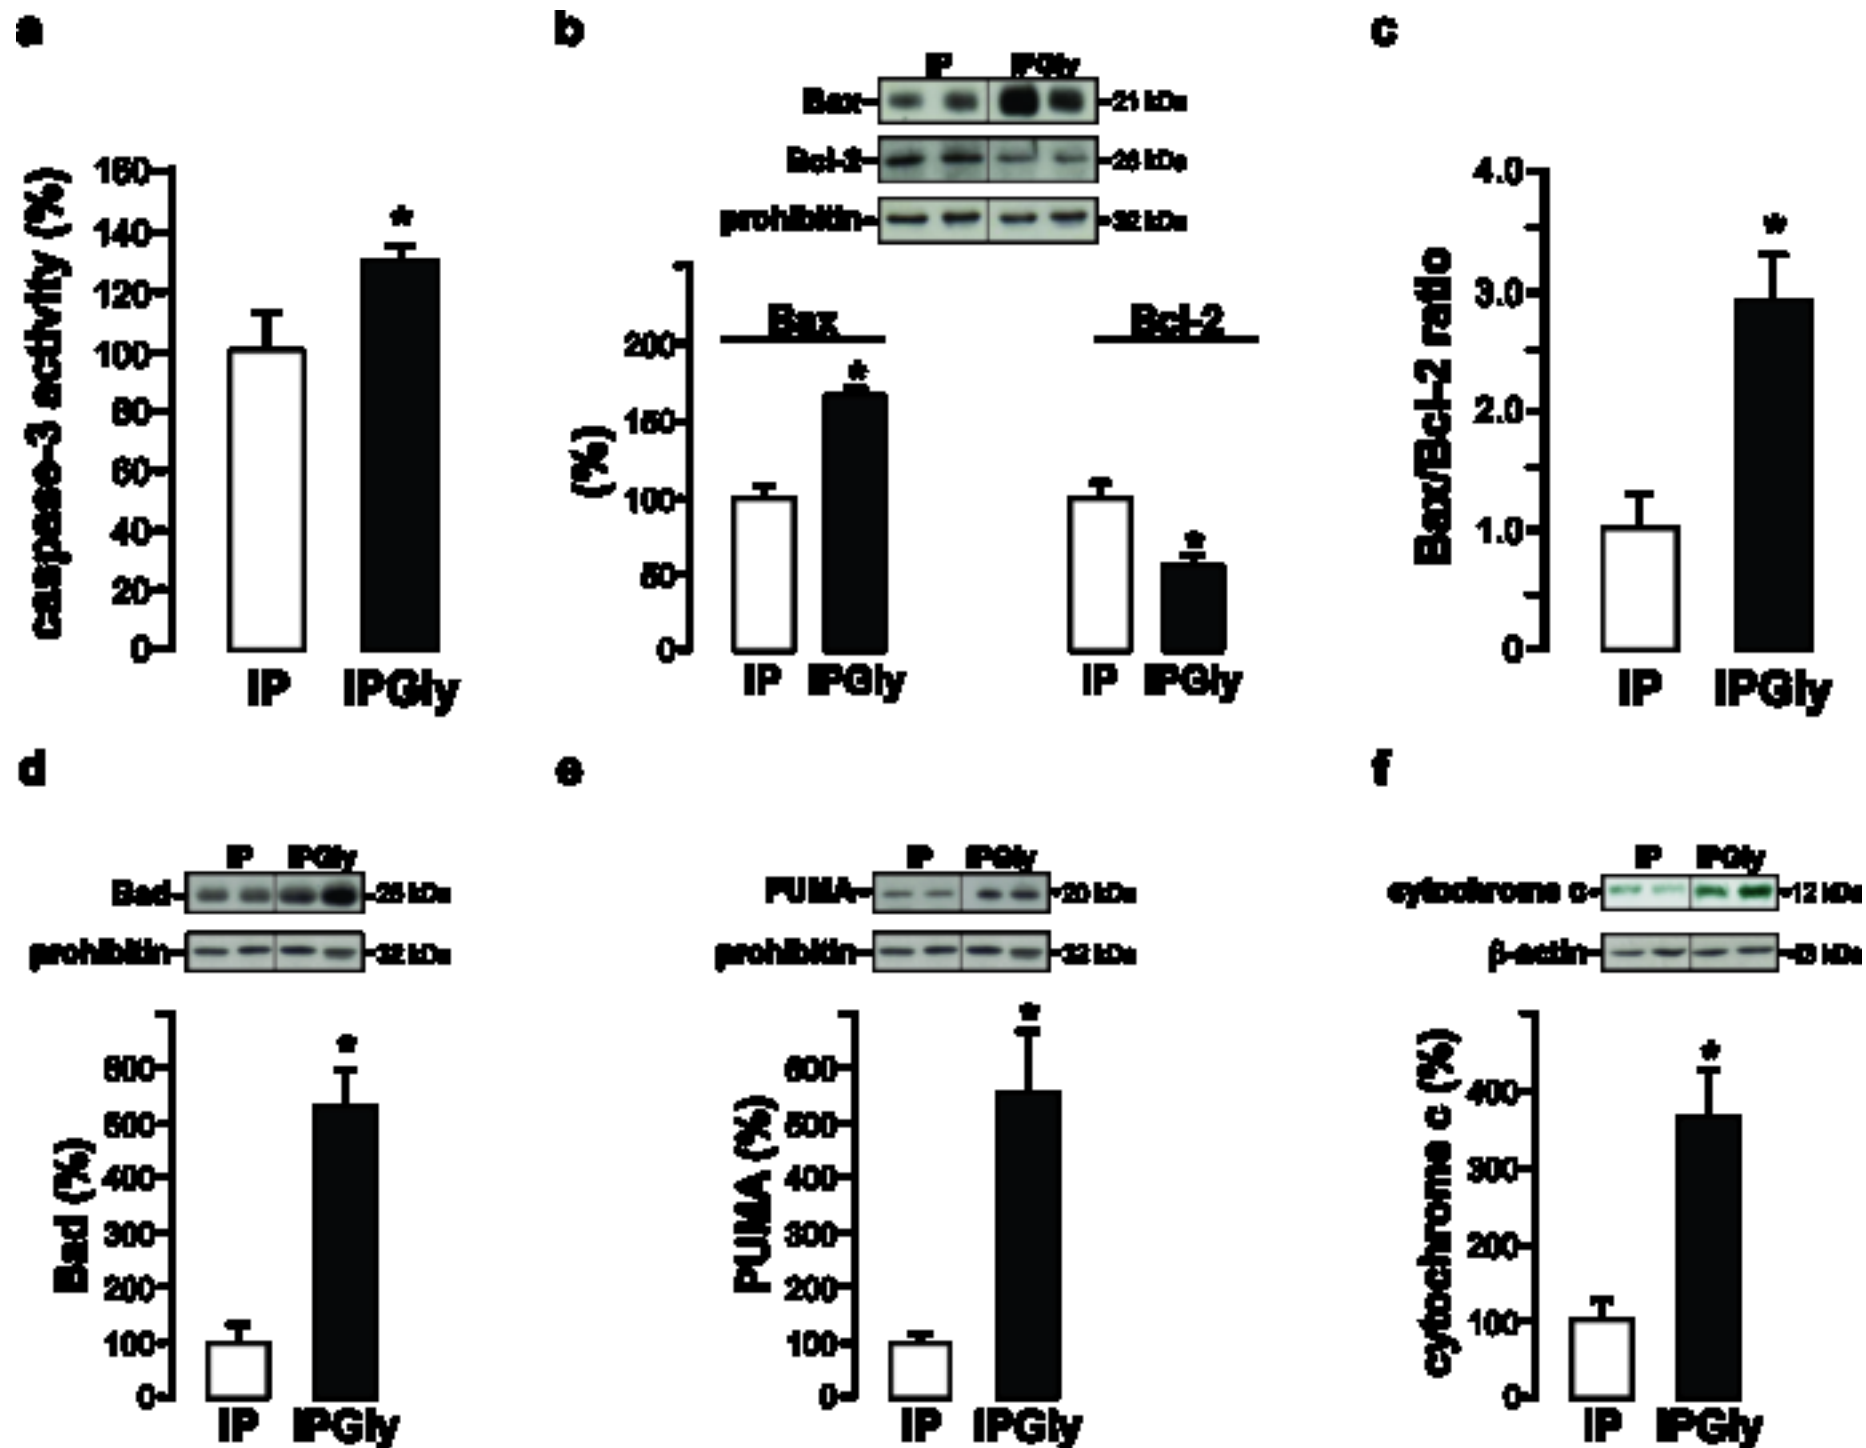 a
caspase-3 activity (%)
160
140
120
100
80
60
40
20
0
*
IP IPGly
b
IP IPGly
Bax 21 kDa
Bcl-2 26 kDa
prohibitin 32 kDa
(%)
200
150
100
50
0
Bax Bcl-2
* *
IP IPGly IP IPGly
c
Bax/Bcl-2 ratio
4.0
3.0
2.0
1.0
0
*
IP IPGly
d
IP IPGly
Bad 25 kDa
prohibitin 32 kDa
Bad (%)
600
500
400
300
200
100
0
*
IP IPGly
e
IP IPGly
PUMA 20 kDa
prohibitin 32 kDa
PUMA (%)
600
500
400
300
200
100
0
*
IP IPGly
f
IP IPGly
cytochrome c 12 kDa
β-actin 43 kDa
cytochrome c (%)
400
300
200
100
0
*
IP IPGly